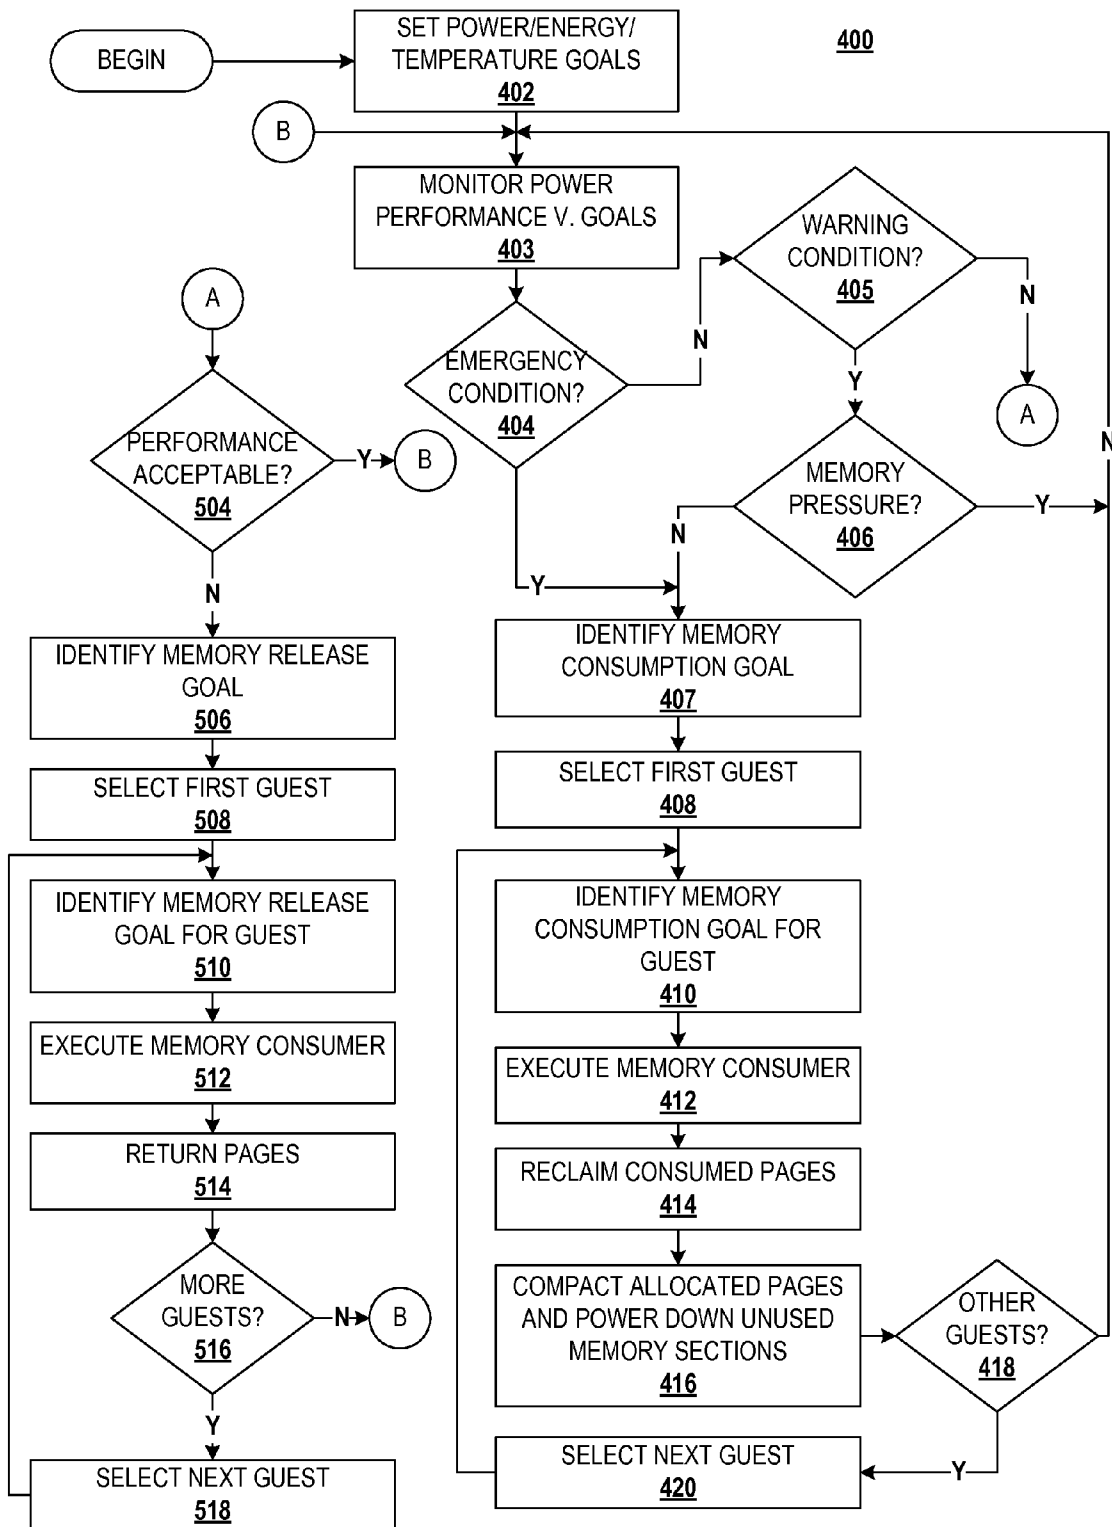 400
BEGIN
SET POWER/ENERGY/
TEMPERATURE GOALS
402
B
MONITOR POWER
PERFORMANCE V. GOALS
403
WARNING
CONDITION?
405
N
A
EMERGENCY
CONDITION?
404
N
Y
A
N
PERFORMANCE
ACCEPTABLE?
504
Y
B
MEMORY
PRESSURE?
406
Y
N
Y
N
IDENTIFY MEMORY RELEASE
GOAL
506
SELECT FIRST GUEST
508
IDENTIFY MEMORY RELEASE
GOAL FOR GUEST
510
EXECUTE MEMORY CONSUMER
512
RETURN PAGES
514
MORE
GUESTS?
516
N
B
Y
SELECT NEXT GUEST
518
IDENTIFY MEMORY
CONSUMPTION GOAL
407
SELECT FIRST GUEST
408
IDENTIFY MEMORY
CONSUMPTION GOAL FOR
GUEST
410
EXECUTE MEMORY CONSUMER
412
RECLAIM CONSUMED PAGES
414
COMPACT ALLOCATED PAGES
AND POWER DOWN UNUSED
MEMORY SECTIONS
416
OTHER
GUESTS?
418
Y
SELECT NEXT GUEST
420